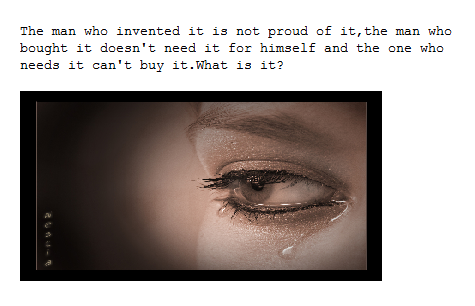 The man who invented it is not proud of it,the man who
bought it doesn't need it for himself and the one who
needs it can't buy it.What is it?